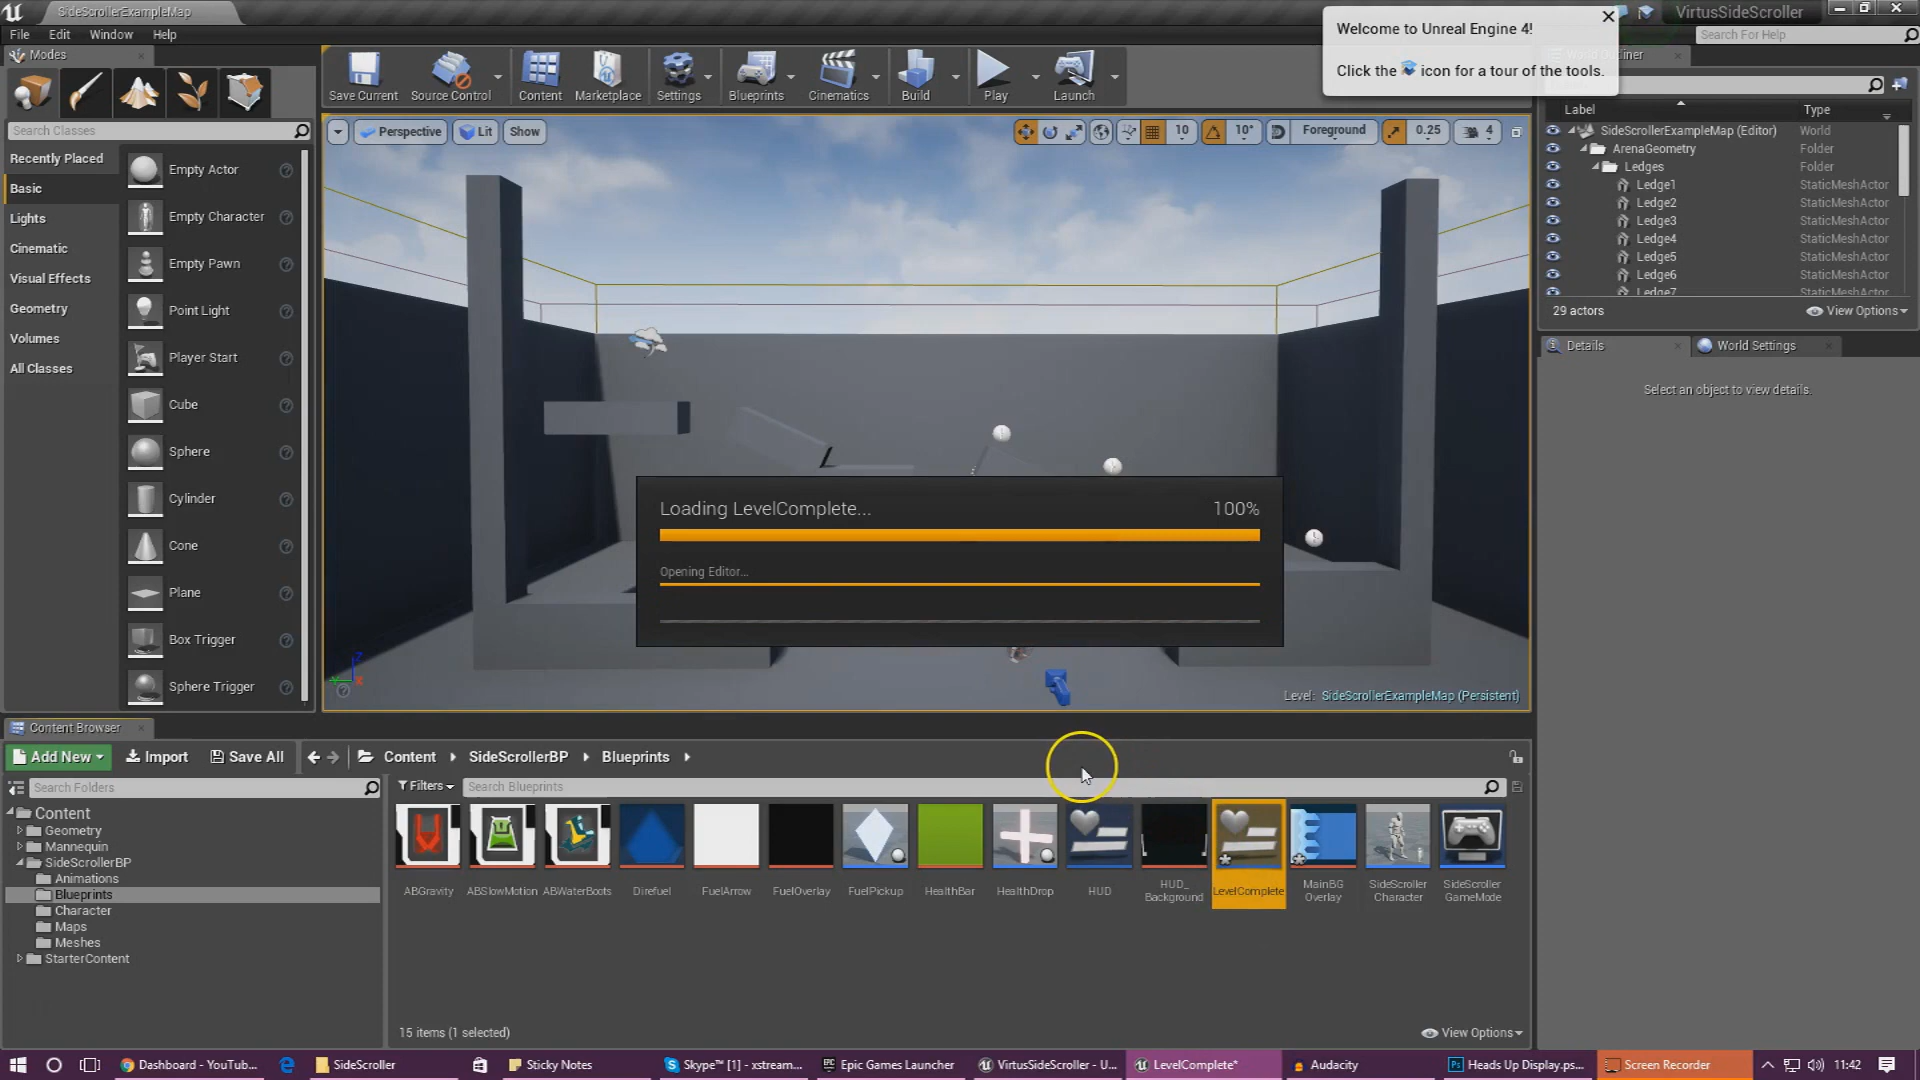 SideScrollerExampleMap
VirtusSideScroller
File Edit Window Help
Search For Help
Welcome to Unreal Engine 4!
Click the icon for a tour of the tools.
Modes
Save Current
Source Control
Content
Marketplace
Settings
Blueprints
Cinematics
Build
Play
Launch
World Outliner
Search Classes
Recently Placed
Basic
Lights
Cinematic
Visual Effects
Geometry
Volumes
All Classes
Empty Actor
Empty Character
Empty Pawn
Point Light
Player Start
Cube
Sphere
Cylinder
Cone
Plane
Box Trigger
Sphere Trigger
Perspective Lit Show
10 10° Foreground 0.25 4
Label Type
SideScrollerExampleMap (Editor) World
ArenaGeometry Folder
Ledges Folder
Ledge1 StaticMeshActor
Ledge2 StaticMeshActor
Ledge3 StaticMeshActor
Ledge4 StaticMeshActor
Ledge5 StaticMeshActor
Ledge6 StaticMeshActor
Ledge7 StaticMeshActor
29 actors View Options
Details World Settings
Select an object to view details.
Loading LevelComplete... 100%
Opening Editor...
Level: SideScrollerExampleMap (Persistent)
Content Browser
Add New Import Save All Content SideScrollerBP Blueprints
Search Folders
Filters Search Blueprints
Content
Geometry
Mannequin
SideScrollerBP
Animations
Blueprints
Character
Maps
Meshes
StarterContent
ABGravity
ABSlowMotion
ABWaterBoots
Direfuel
FuelArrow
FuelOverlay
FuelPickup
HealthBar
HealthDrop
HUD
HUD_
Background
LevelComplete
MainBG
Overlay
SideScroller
Character
SideScroller
GameMode
15 items (1 selected) View Options
Dashboard - YouTub... SideScroller Sticky Notes Skype™ [1] - xstream... Epic Games Launcher VirtusSideScroller - U... LevelComplete* Audacity Heads Up Display.ps... Screen Recorder 11:42